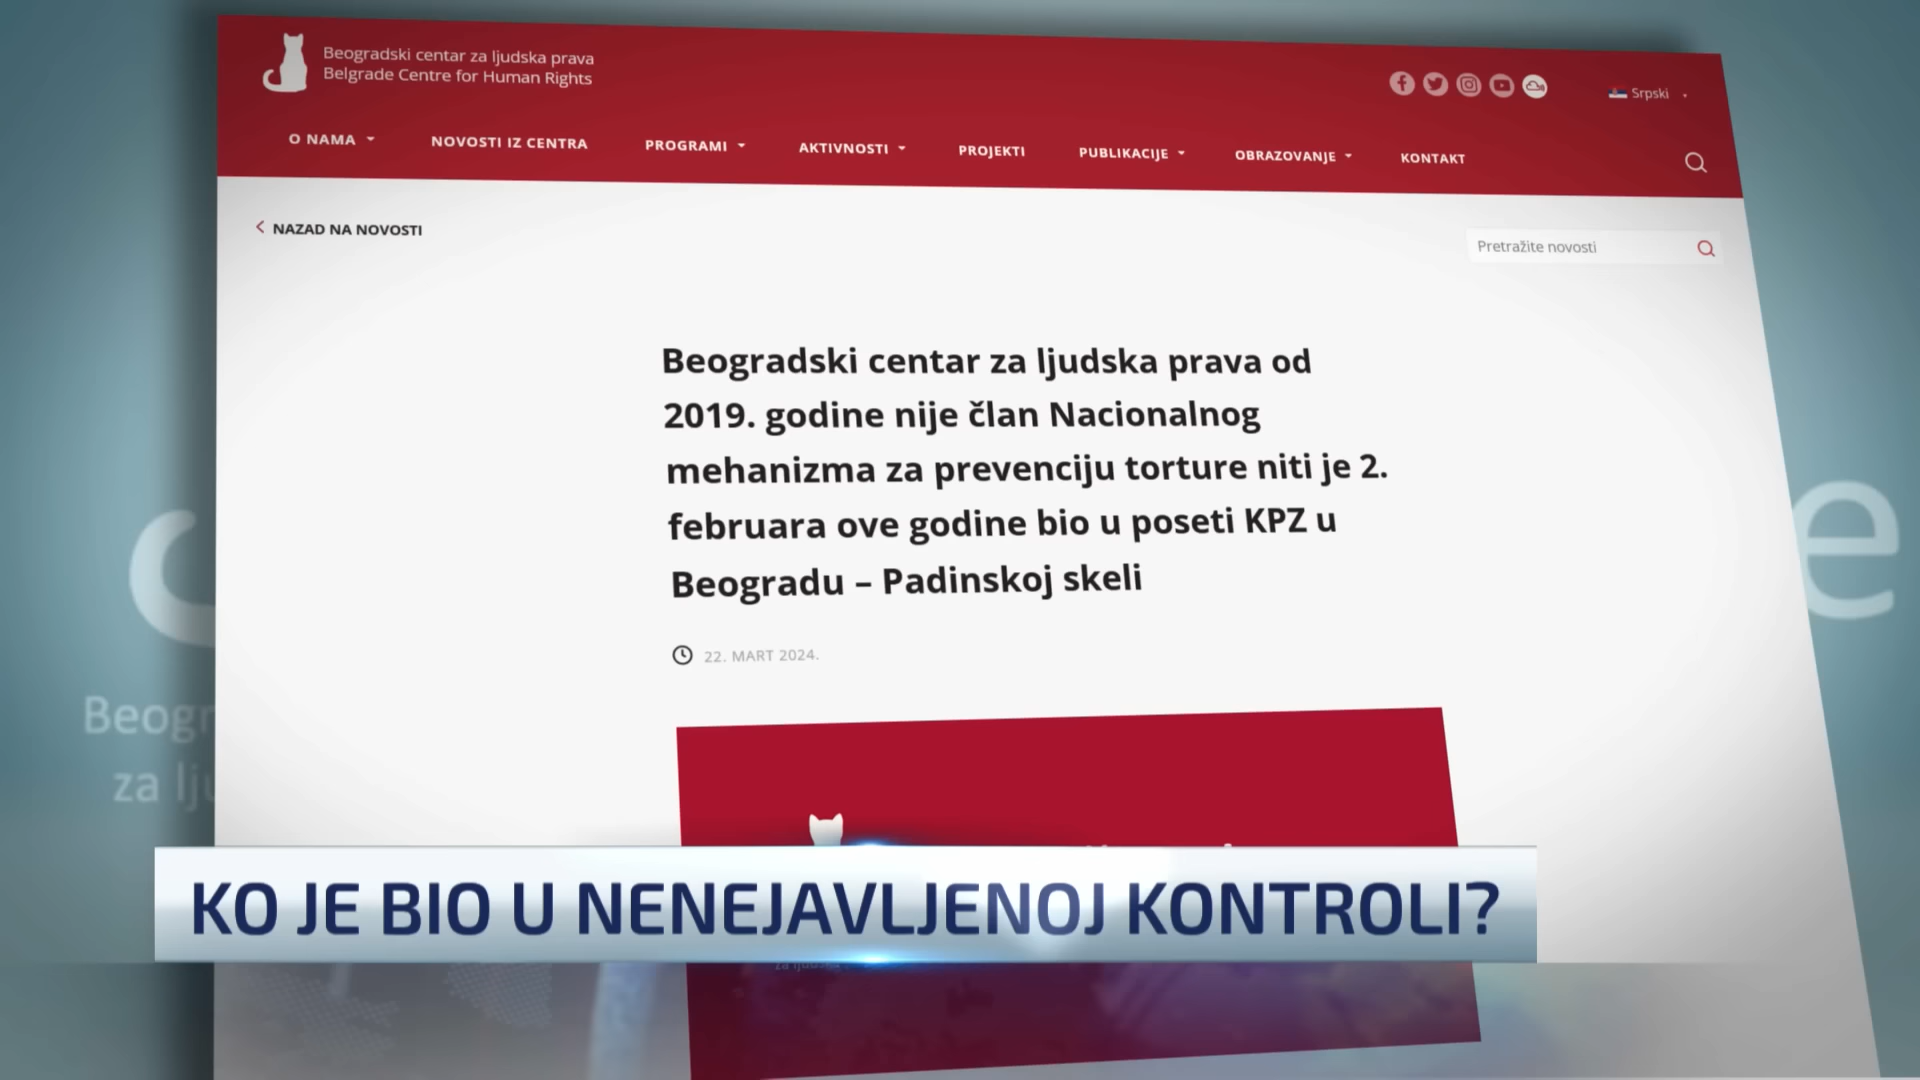 Beogradski centar za ljudska prava
Belgrade Centre for Human Rights
Srpski
O NAMA
NOVOSTI IZ CENTRA
PROGRAMI
AKTIVNOSTI
PROJEKTI
PUBLIKACIJE
OBRAZOVANJE
KONTAKT
NAZAD NA NOVOSTI
Pretražite novosti
Beogradski centar za ljudska prava od
2019. godine nije član Nacionalnog
mehanizma za prevenciju torture niti je 2.
februara ove godine bio u poseti KPZ u
Beogradu – Padinskoj skeli
22. MART 2024.
KO JE BIO U NENEJAVLJENOJ KONTROLI?